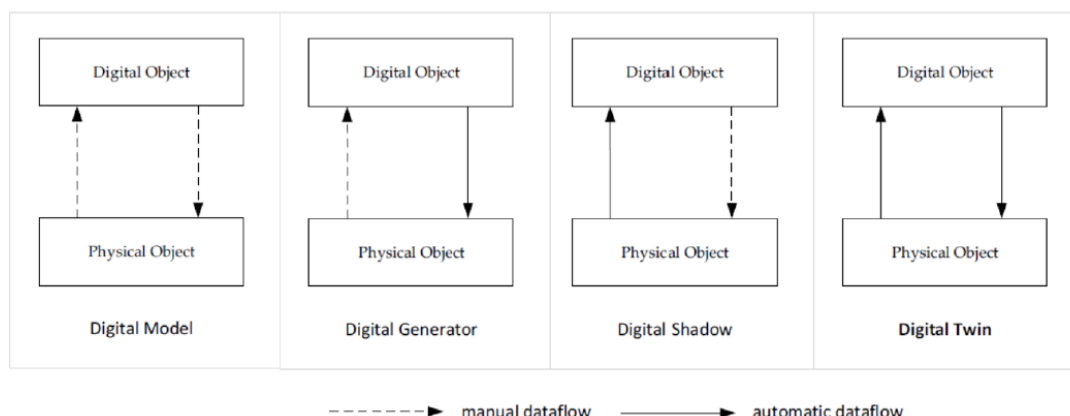 Digital Object
Physical Object
Digital Model
Digital Object
Physical Object
Digital Generator
Digital Object
Physical Object
Digital Shadow
Digital Object
Physical Object
Digital Twin
manual dataflow
automatic dataflow